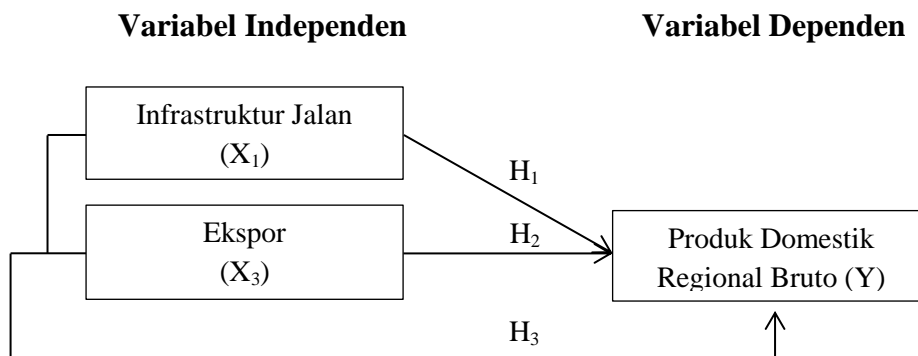 Variabel Independen
Variabel Dependen
Infrastruktur Jalan
(X₁)
H₁
Ekspor
(X₃)
H₂
Produk Domestik
Regional Bruto (Y)
H₃